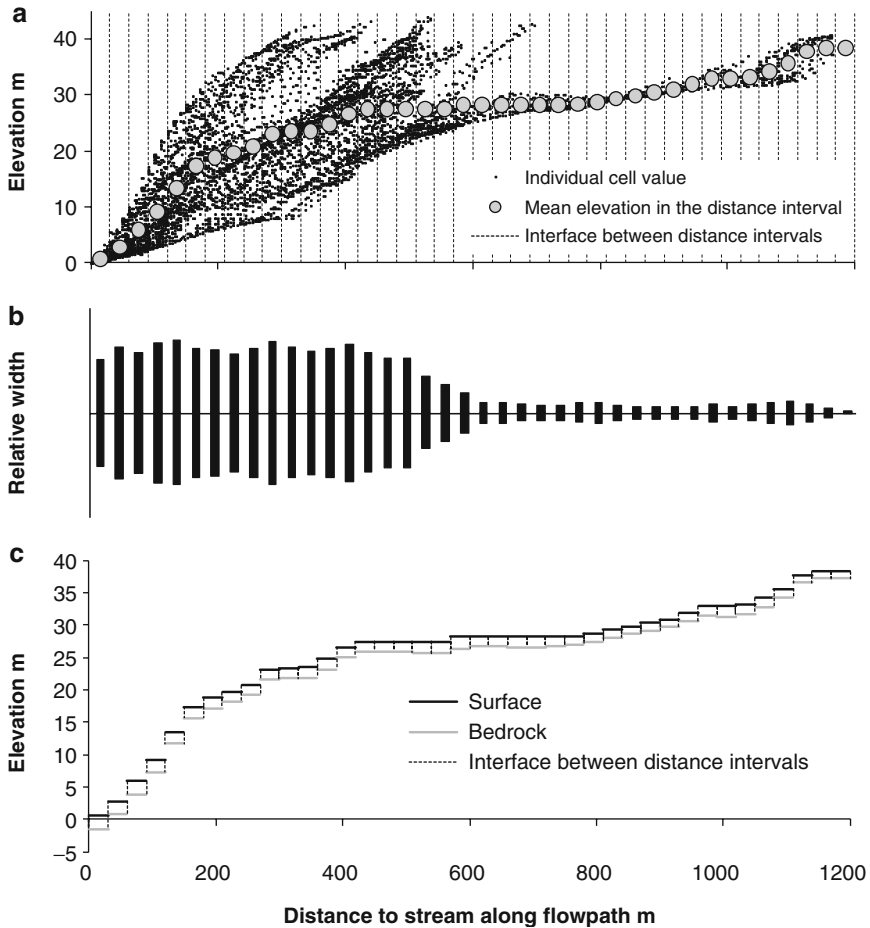 a
40
30
20
10
0
Elevation m
Individual cell value
Mean elevation in the distance interval
Interface between distance intervals
b
Relative width
c
40
35
30
25
20
15
10
5
0
–5
Elevation m
Surface
Bedrock
Interface between distance intervals
0 200 400 600 800 1000 1200
Distance to stream along flowpath m